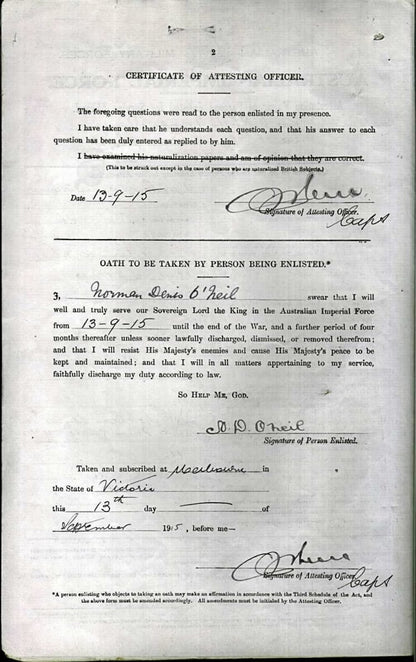 2
CERTIFICATE OF ATTESTING OFFICER.
The foregoing questions were read to the person enlisted in my presence.
I have taken care that he understands each question, and that his answer to each
question has been duly entered as replied to by him.
I have examined his naturalization papers and am of opinion that they are correct.
(This to be struck out except in the case of persons who are naturalized British Subjects.)
Date 13-9-15
Signature of Attesting Officer.
Capt
OATH TO BE TAKEN BY PERSON BEING ENLISTED.*
I, Norman Denis O'Neil swear that I will
well and truly serve our Sovereign Lord the King in the Australian Imperial Force
from 13-9-15 until the end of the War, and a further period of four
months thereafter unless sooner lawfully discharged, dismissed, or removed therefrom;
and that I will resist His Majesty's enemies and cause His Majesty's peace to be
kept and maintained; and that I will in all matters appertaining to my service,
faithfully discharge my duty according to law.
SO HELP ME, GOD.
N. D. O'Neil
Signature of Person Enlisted.
Taken and subscribed at Melbourne in
the State of Victoria
this 13th day of
September 1915, before me—
Signature of Attesting Officer.
Capt
*A person enlisting who objects to taking an oath may make an affirmation in accordance with the Third Schedule of the Act, and
the above form must be amended accordingly. All amendments must be initialed by the Attesting Officer.